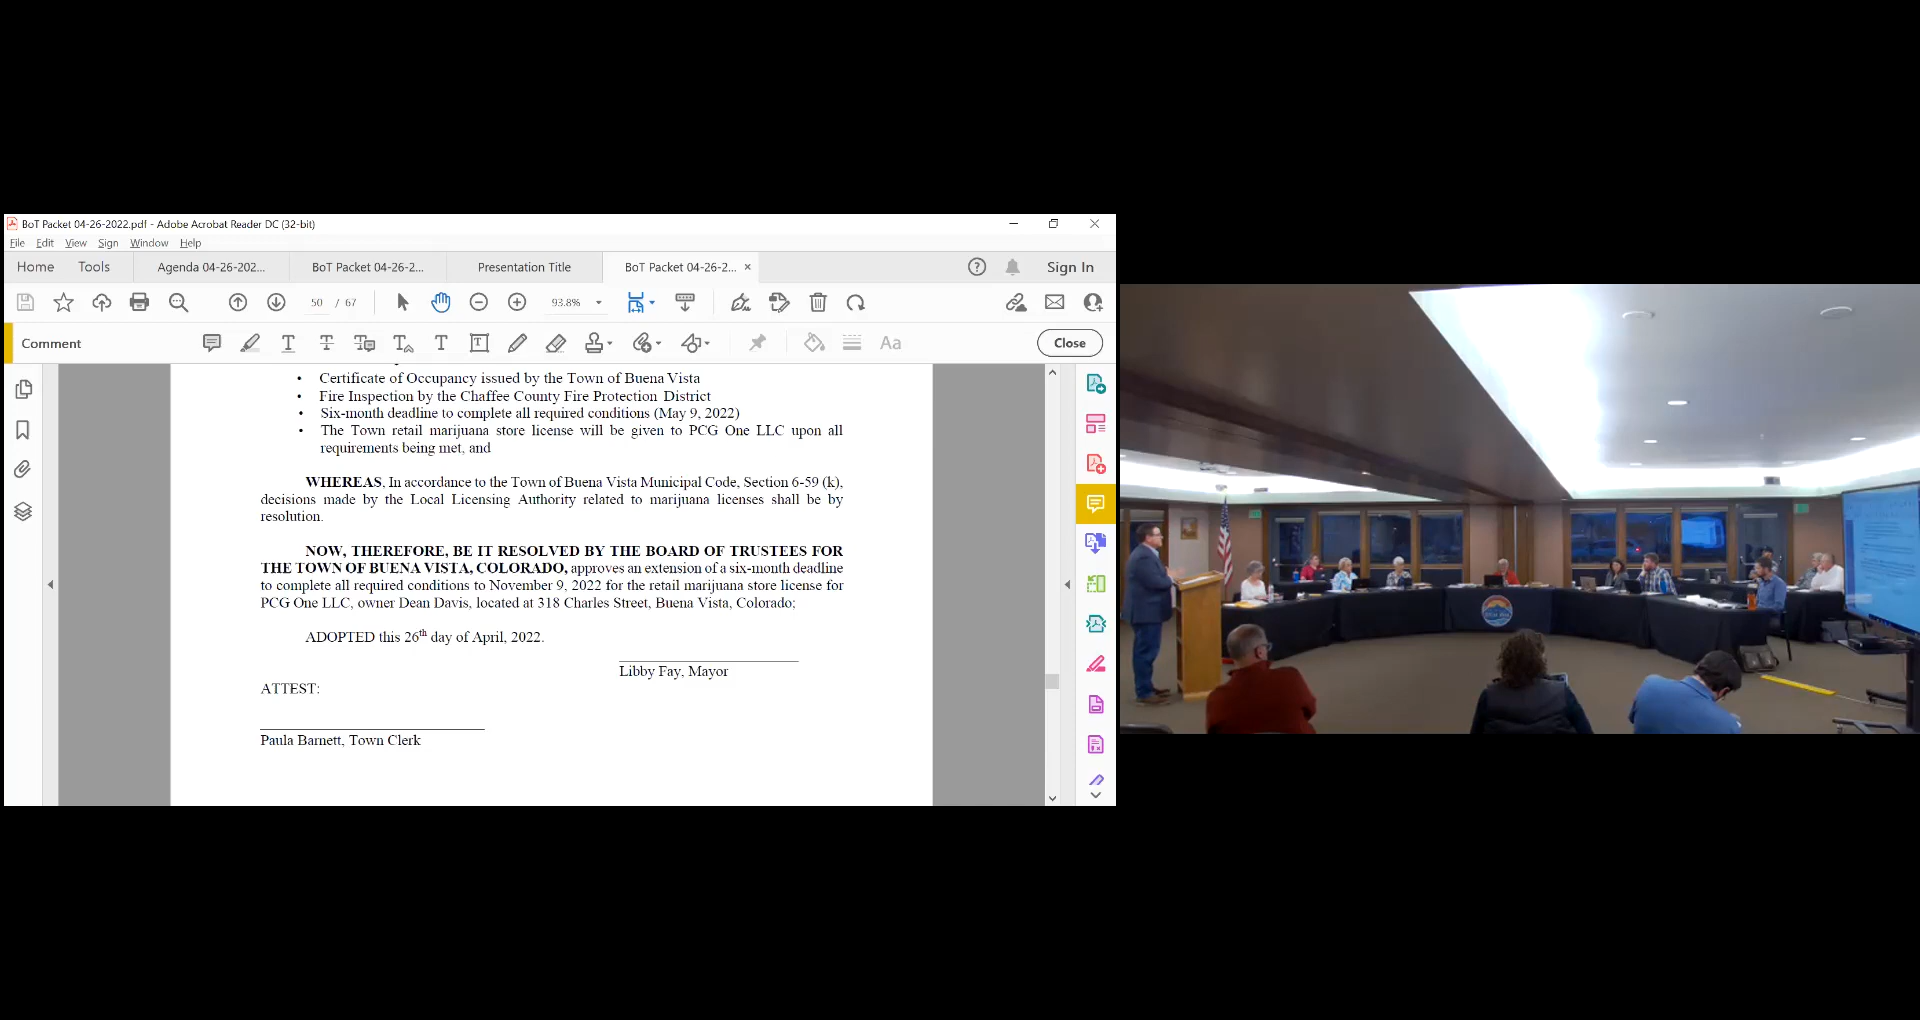 BoT Packet 04-26-2022.pdf - Adobe Acrobat Reader DC (32-bit)
File Edit View Sign Window Help
Home Tools Agenda 04-26-202... BoT Packet 04-26-2... Presentation Title BoT Packet 04-26-2... × Sign In
50 / 67 93.8%
Comment Aa Close
• Certificate of Occupancy issued by the Town of Buena Vista
• Fire Inspection by the Chaffee County Fire Protection District
• Six-month deadline to complete all required conditions (May 9, 2022)
• The Town retail marijuana store license will be given to PCG One LLC upon all
requirements being met, and
WHEREAS, In accordance to the Town of Buena Vista Municipal Code, Section 6-59 (k),
decisions made by the Local Licensing Authority related to marijuana licenses shall be by
resolution.
NOW, THEREFORE, BE IT RESOLVED BY THE BOARD OF TRUSTEES FOR
THE TOWN OF BUENA VISTA, COLORADO, approves an extension of a six-month deadline
to complete all required conditions to November 9, 2022 for the retail marijuana store license for
PCG One LLC, owner Dean Davis, located at 318 Charles Street, Buena Vista, Colorado;
ADOPTED this 26th day of April, 2022.
Libby Fay, Mayor
ATTEST:
Paula Barnett, Town Clerk